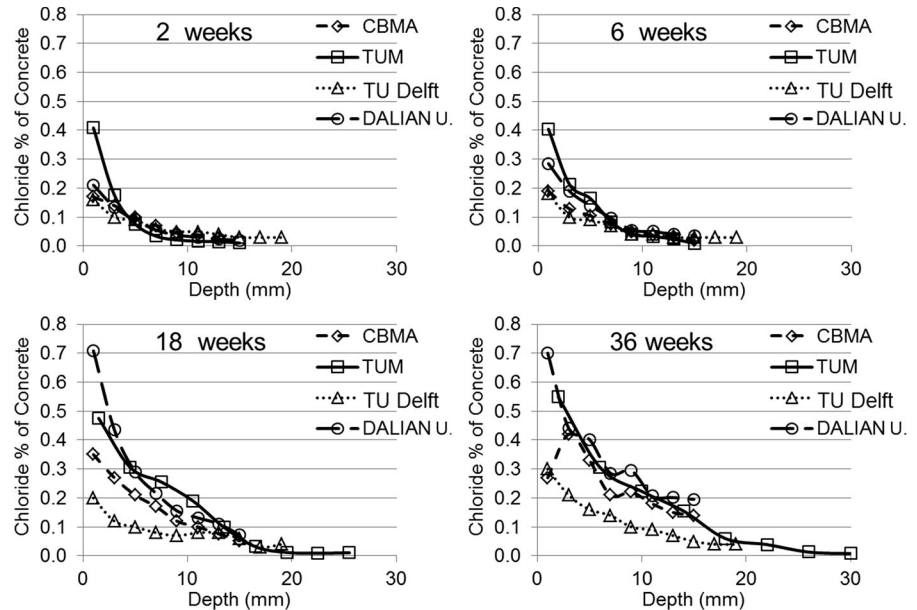 0.8
0.7
0.6
0.5
0.4
0.3
0.2
0.1
0.0
Chloride % of Concrete
2 weeks
CBMA
TUM
TU Delft
DALIAN U.
0 10 20 30
Depth (mm)
0.8
0.7
0.6
0.5
0.4
0.3
0.2
0.1
0.0
Chloride % of Concrete
6 weeks
CBMA
TUM
TU Delft
DALIAN U.
0 10 20 30
Depth (mm)
0.8
0.7
0.6
0.5
0.4
0.3
0.2
0.1
0.0
Chloride % of Concrete
18 weeks
CBMA
TUM
TU Delft
DALIAN U.
0 10 20 30
Depth (mm)
0.8
0.7
0.6
0.5
0.4
0.3
0.2
0.1
0.0
Chloride % of Concrete
36 weeks
CBMA
TUM
TU Delft
DALIAN U.
0 10 20 30
Depth (mm)